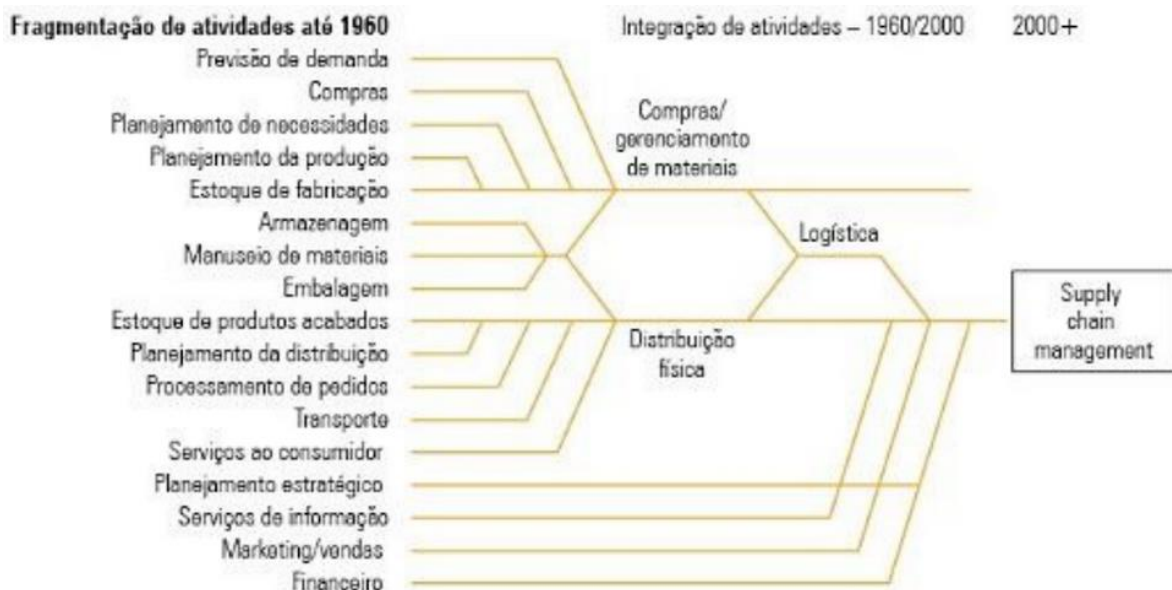 Fragmentação de atividades até 1960
Integração de atividades – 1960/2000
2000+
Previsão de demanda
Compras
Planejamento de necessidades
Planejamento da produção
Estoque de fabricação
Armazenagem
Manuseio de materiais
Embalagem
Estoque de produtos acabados
Planejamento da distribuição
Processamento de pedidos
Transporte
Serviços ao consumidor
Planejamento estratégico
Serviços de informação
Marketing/vendas
Financeiro
Compras/
gerenciamento
de materiais
Logística
Distribuição
física
Supply
chain
management